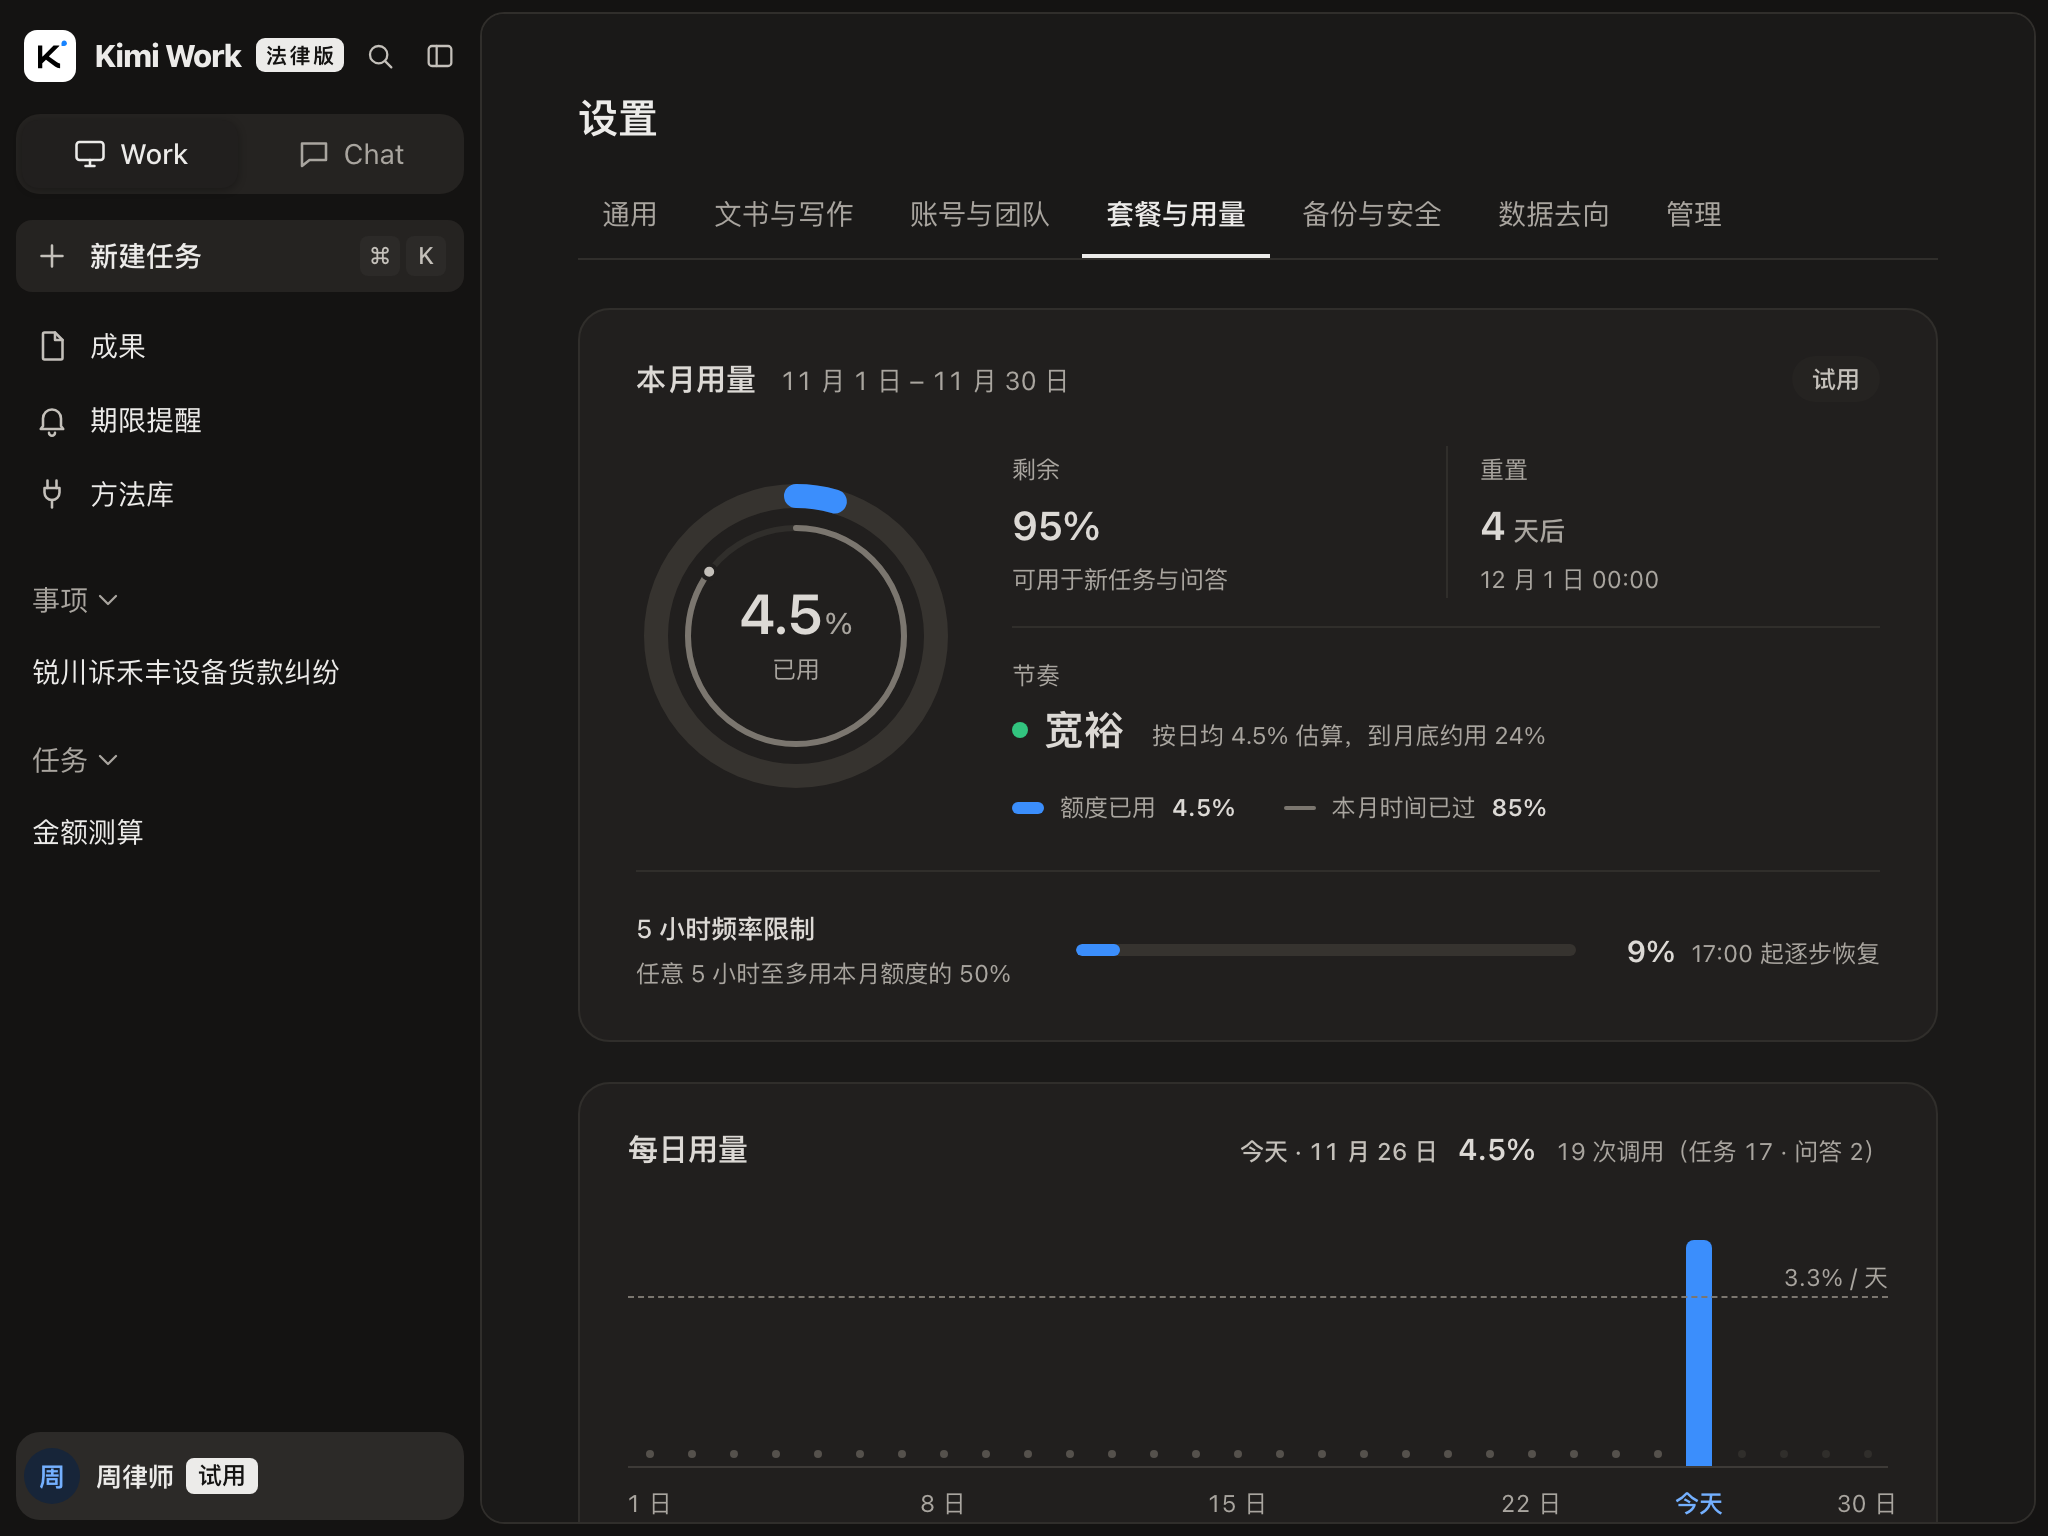 Kimi Work 法律版
Work
Chat
新建任务 ⌘ K
成果
期限提醒
方法库
事项
锐川诉禾丰设备货款纠纷
任务
金额测算
周 周律师 试用
设置
通用 文书与写作 账号与团队 套餐与用量 备份与安全 数据去向 管理
本月用量 11 月 1 日 – 11 月 30 日 试用
4.5%
已用
剩余
95%
可用于新任务与问答
重置
4 天后
12 月 1 日 00:00
节奏
宽裕 按日均 4.5% 估算，到月底约用 24%
额度已用 4.5% 本月时间已过 85%
5 小时频率限制
任意 5 小时至多用本月额度的 50%
9% 17:00 起逐步恢复
每日用量 今天 · 11 月 26 日 4.5% 19 次调用（任务 17 · 问答 2）
3.3% / 天
1 日 8 日 15 日 22 日 今天 30 日